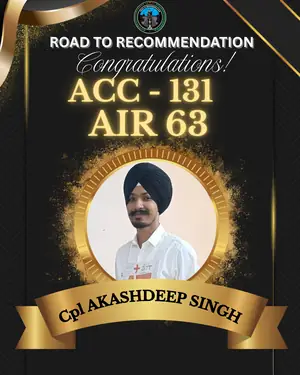 ROAD TO RECOMMENDATION
Congratulations!
ACC - 131
AIR 63
Cpl AKASHDEEP SINGH